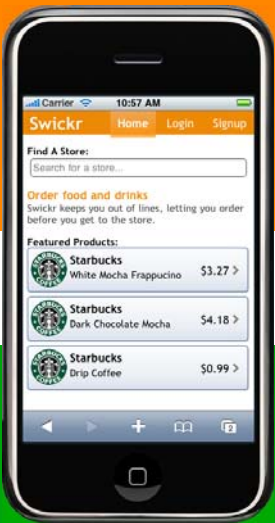 Carrier 10:57 AM
Swickr Home Login Signup
Find A Store:
Search for a store...
Order food and drinks
Swickr keeps you out of lines, letting you order
before you get to the store.
Featured Products:
Starbucks
White Mocha Frappucino $3.27 >
Starbucks
Dark Chocolate Mocha $4.18 >
Starbucks
Drip Coffee $0.99 >
2